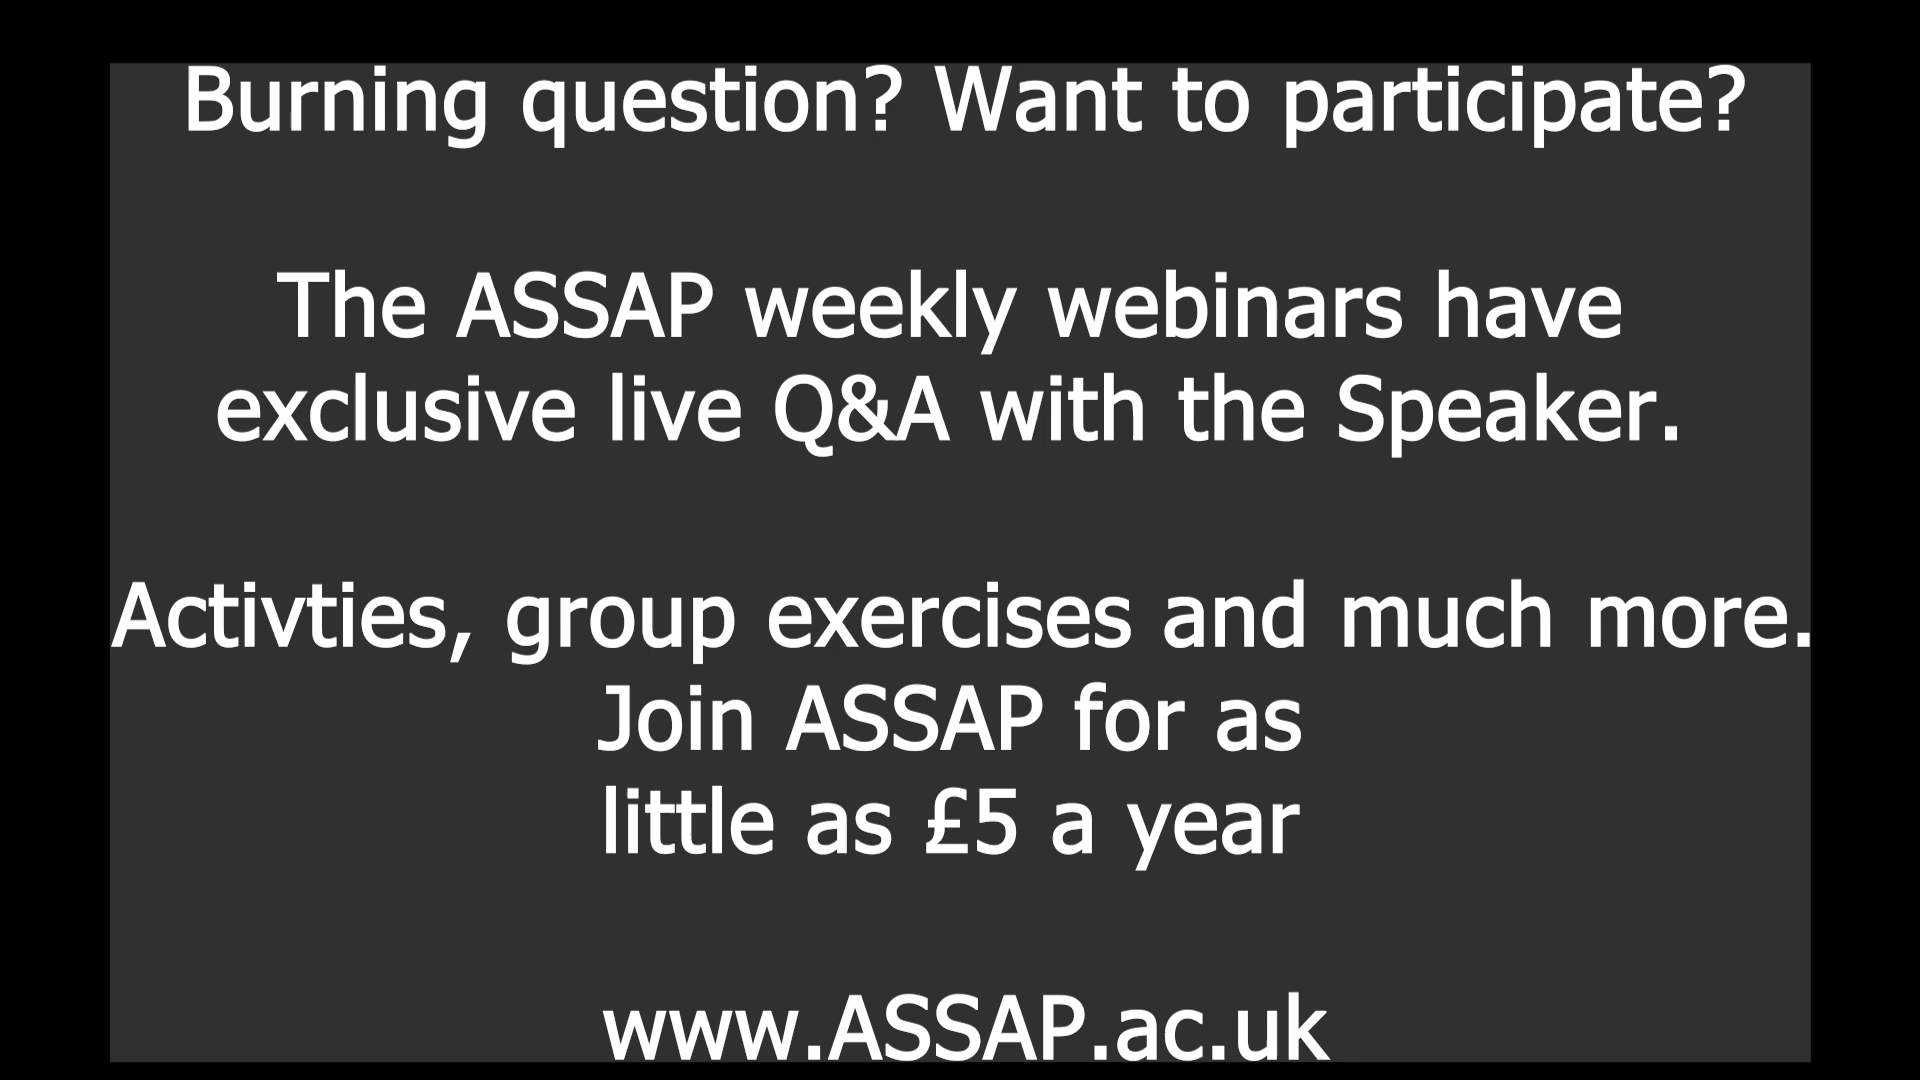 Burning question? Want to participate?
The ASSAP weekly webinars have
exclusive live Q&A with the Speaker.
Activties, group exercises and much more.
Join ASSAP for as
little as £5 a year
www.ASSAP.ac.uk